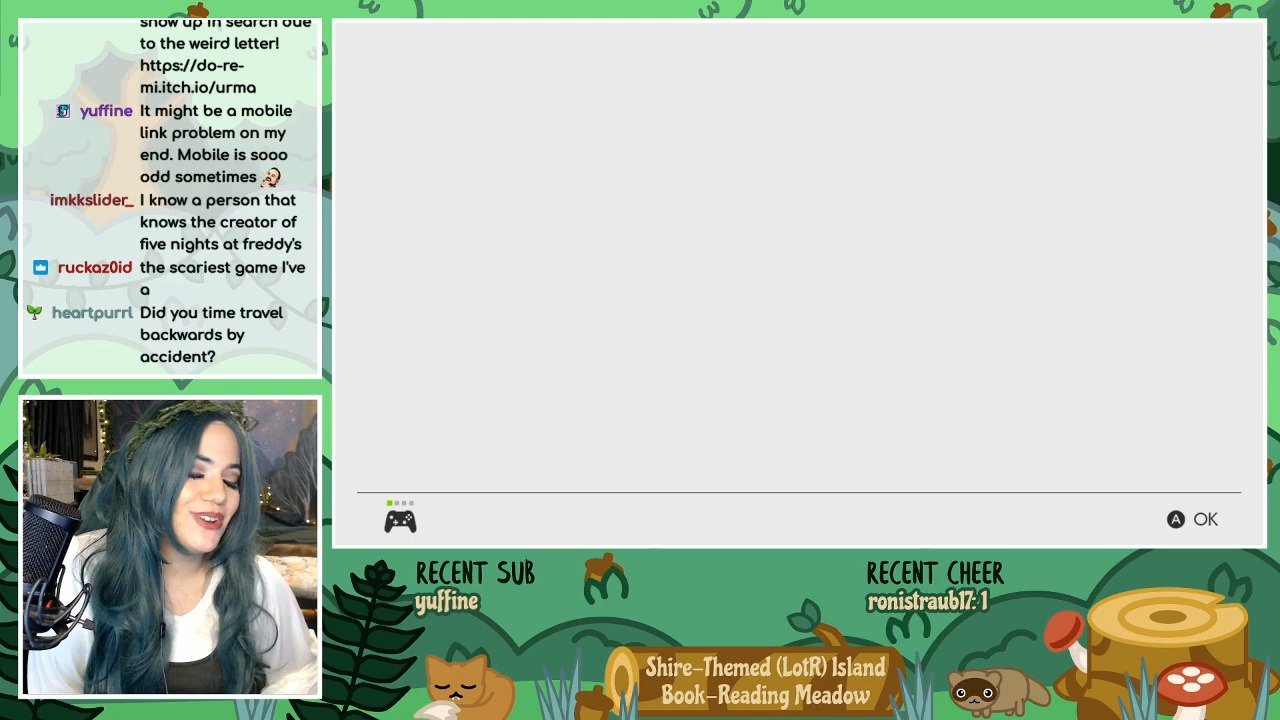 show up in search due
to the weird letter!
https://do-re-
mi.itch.io/urma
yuffine It might be a mobile
link problem on my
end. Mobile is sooo
odd sometimes
imkkslider_ I know a person that
knows the creator of
five nights at freddy's
ruckaz0id the scariest game I've
a
heartpurrl Did you time travel
backwards by
accident?
A OK
RECENT SUB
yuffine
RECENT CHEER
ronistraub17: 1
Shire-Themed (LotR) Island
Book-Reading Meadow